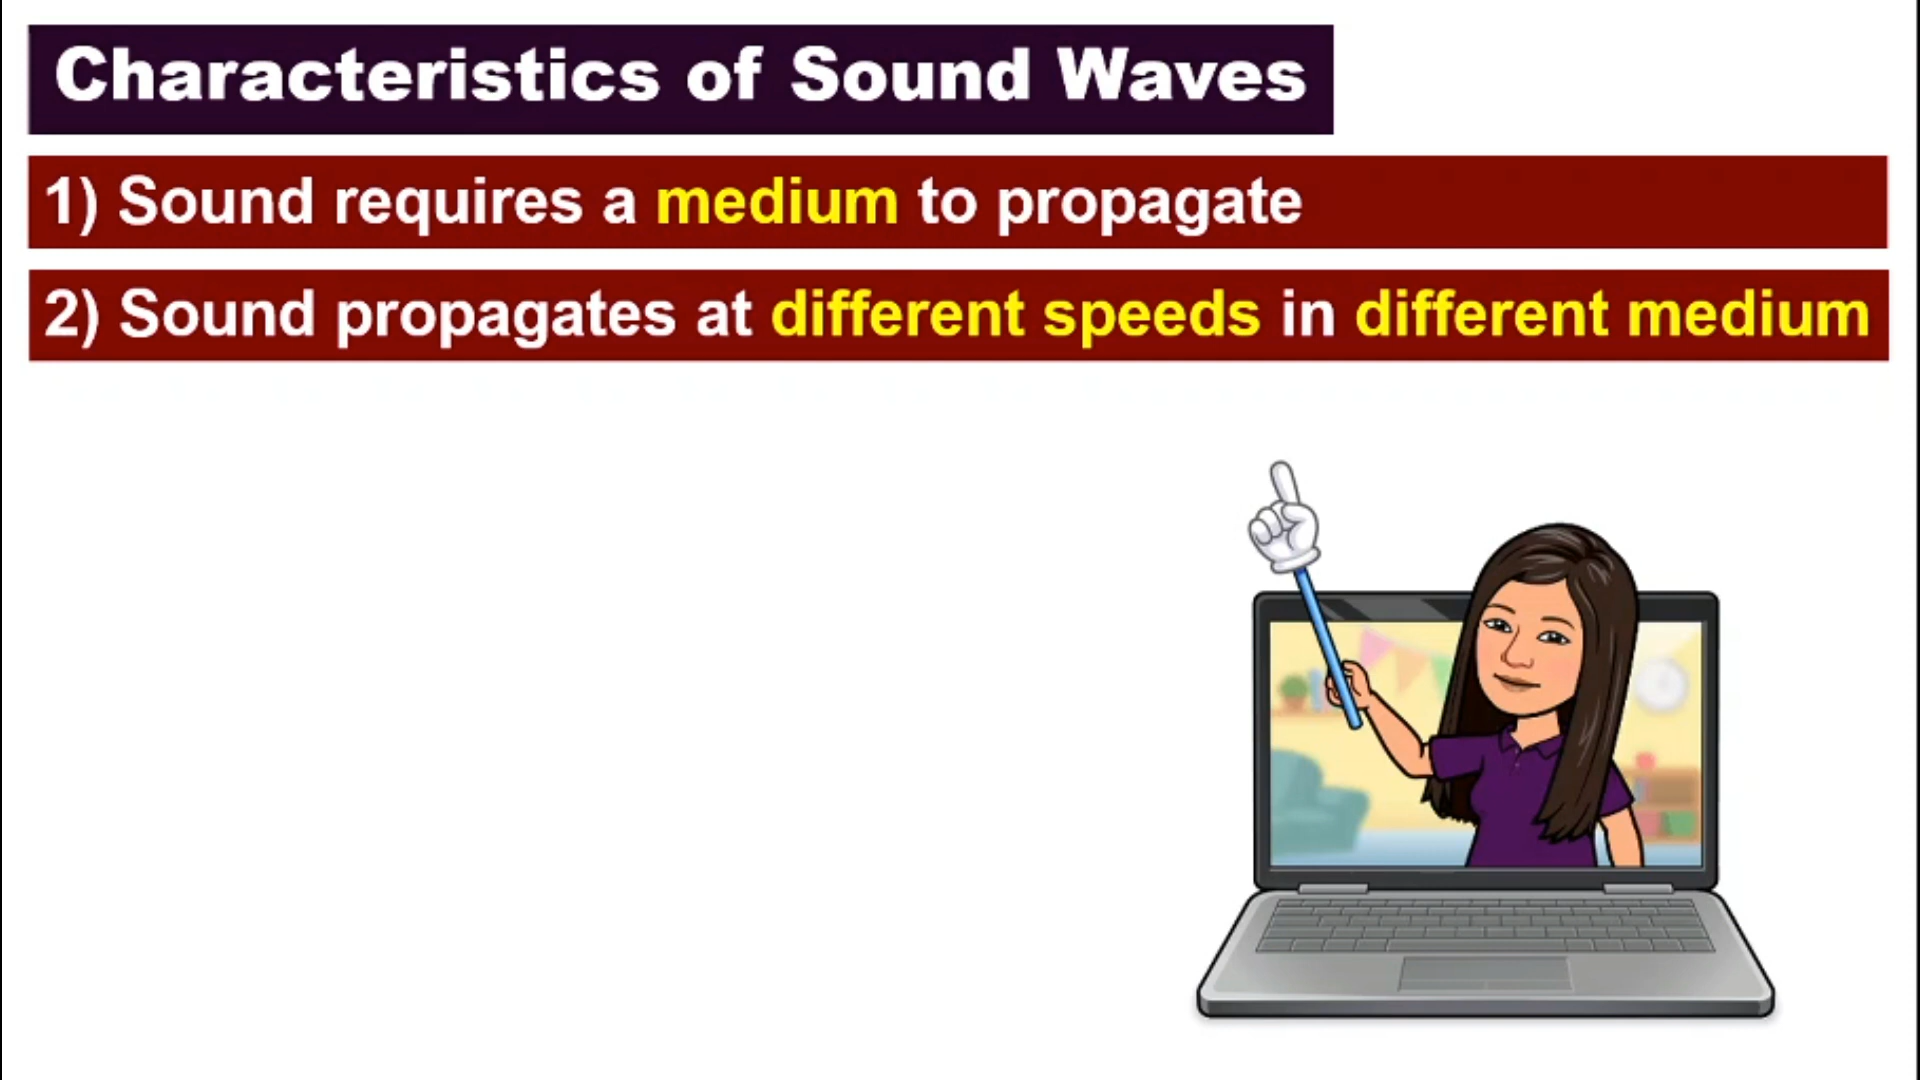 Characteristics of Sound Waves
1) Sound requires a medium to propagate
2) Sound propagates at different speeds in different medium